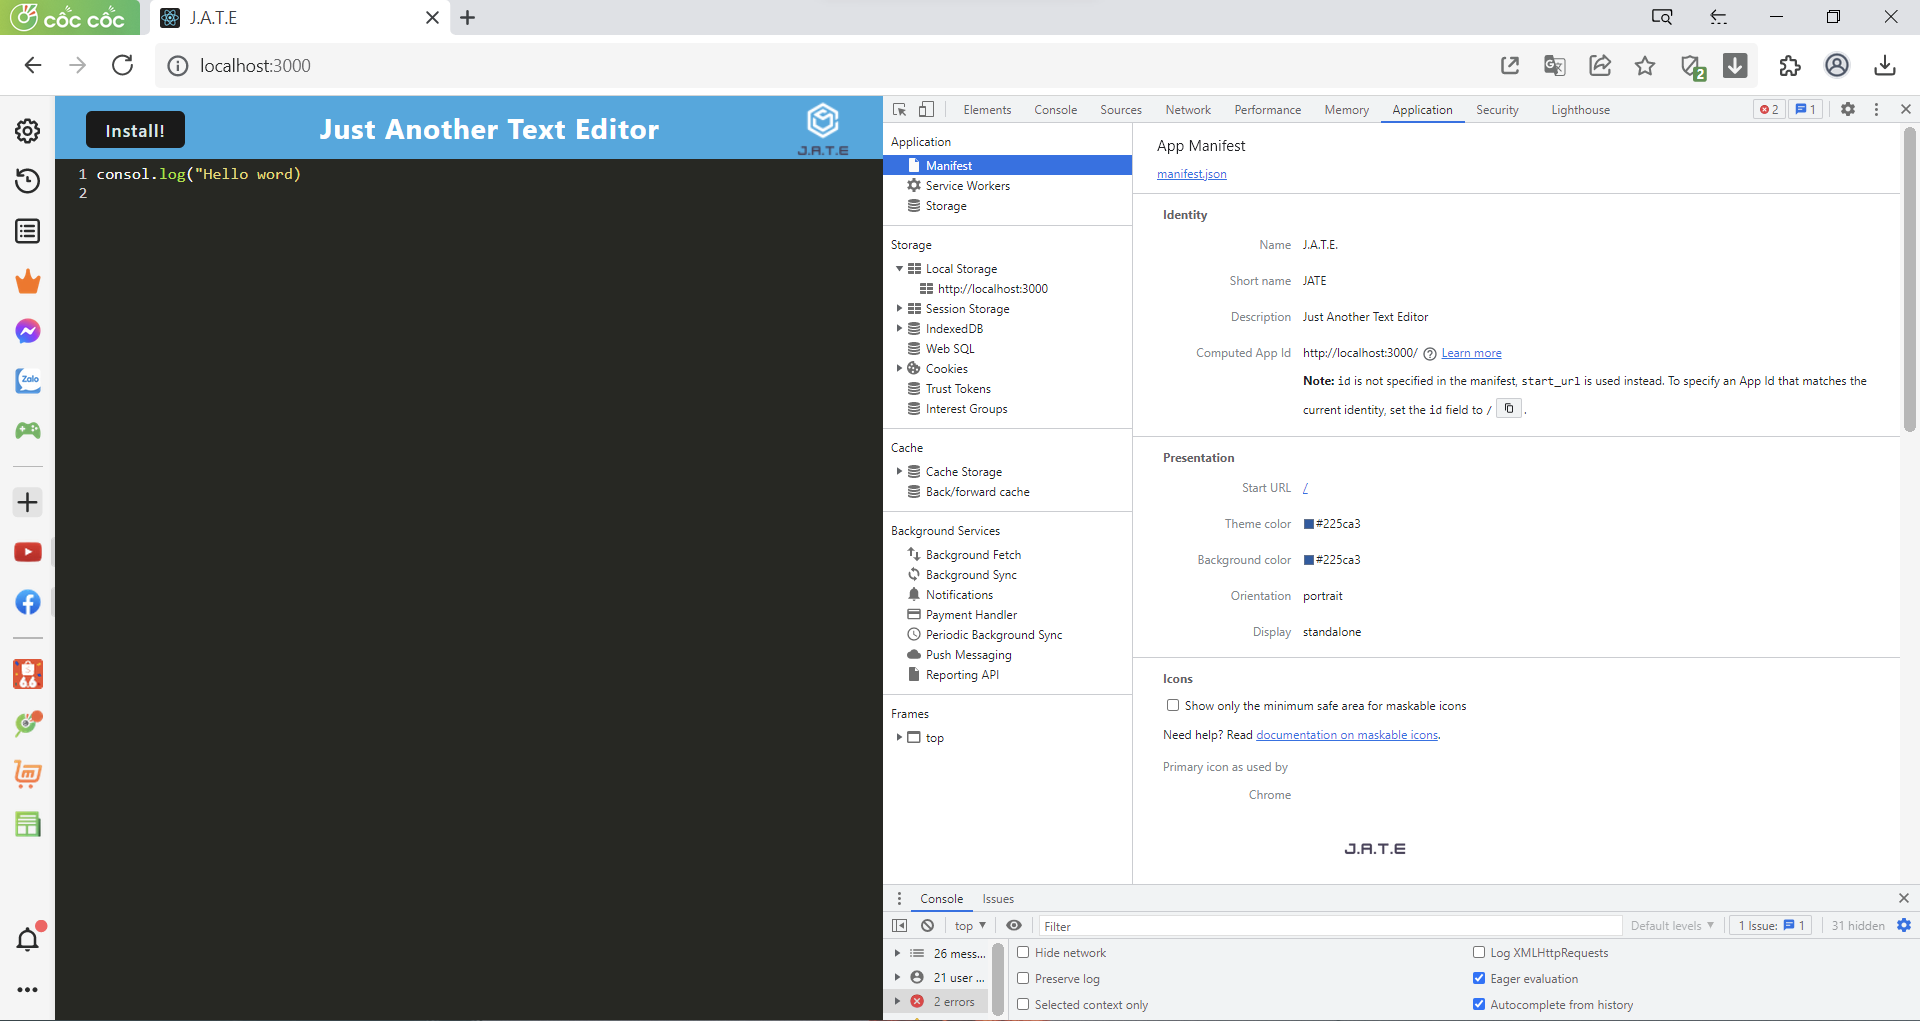 cốc cốc
J.A.T.E
localhost:3000
2
Install!
Just Another Text Editor
J.A.T.E
1 consol.log("Hello word)
2
Zalo
Elements Console Sources Network Performance Memory Application Security Lighthouse 2 1
Application
Manifest
Service Workers
Storage
Storage
Local Storage
http://localhost:3000
Session Storage
IndexedDB
Web SQL
Cookies
Trust Tokens
Interest Groups
Cache
Cache Storage
Back/forward cache
Background Services
Background Fetch
Background Sync
Notifications
Payment Handler
Periodic Background Sync
Push Messaging
Reporting API
Frames
top
App Manifest
manifest.json
Identity
Name J.A.T.E.
Short name JATE
Description Just Another Text Editor
Computed App Id http://localhost:3000/ Learn more
Note: id is not specified in the manifest, start_url is used instead. To specify an App Id that matches the
current identity, set the id field to / .
Presentation
Start URL /
Theme color #225ca3
Background color #225ca3
Orientation portrait
Display standalone
Icons
Show only the minimum safe area for maskable icons
Need help? Read documentation on maskable icons.
Primary icon as used by
Chrome
J.A.T.E
Console Issues
top Filter Default levels 1 Issue: 1 31 hidden
26 mess...
21 user ...
2 errors
Hide network
Preserve log
Selected context only
Log XMLHttpRequests
Eager evaluation
Autocomplete from history